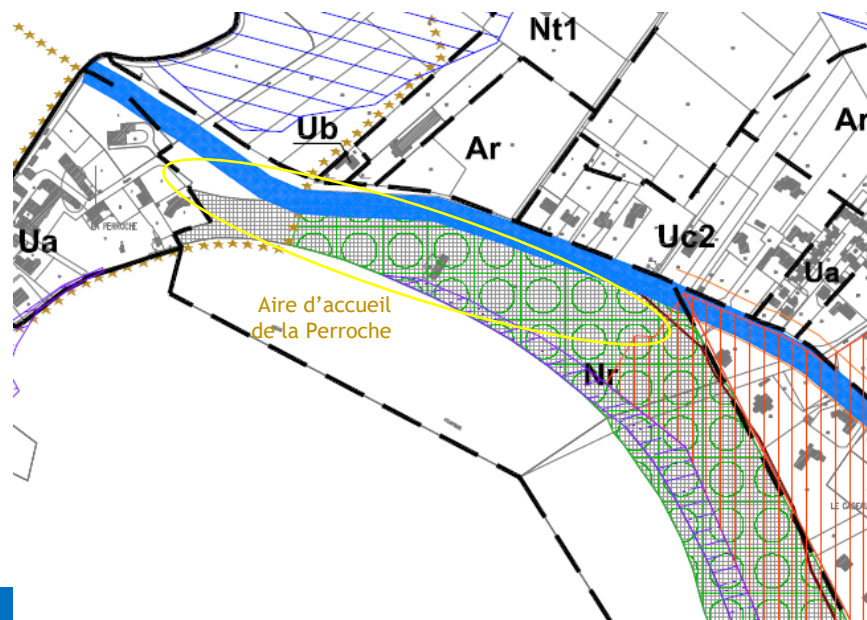 Nt1
Ub
Ar
Ar
Uc2
Ua
LA PERROCHE
Ua
Aire d'accueil
de la Perroche
Nr